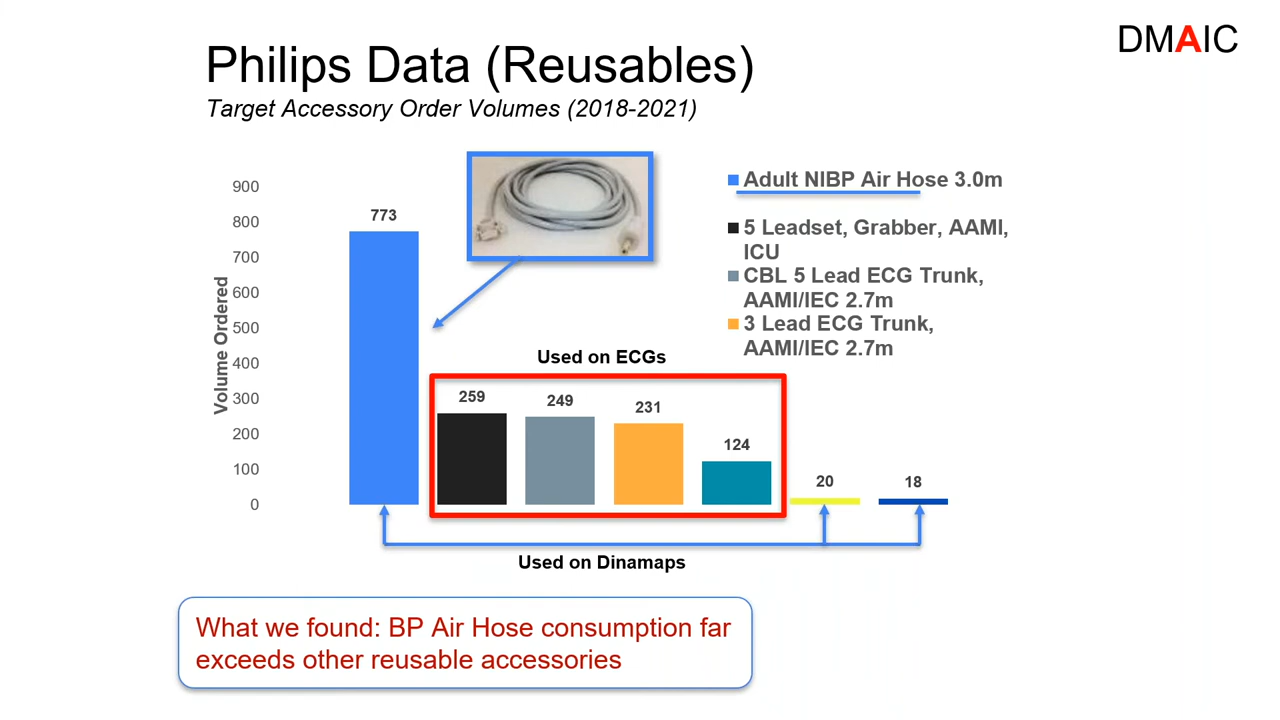 DMAIC
Philips Data (Reusables)
Target Accessory Order Volumes (2018-2021)
Volume Ordered
900
800
700
600
500
400
300
200
100
0
773
259
249
231
124
20
18
Adult NIBP Air Hose 3.0m
5 Leadset, Grabber, AAMI,
ICU
CBL 5 Lead ECG Trunk,
AAMI/IEC 2.7m
3 Lead ECG Trunk,
AAMI/IEC 2.7m
Used on ECGs
Used on Dinamaps
What we found: BP Air Hose consumption far
exceeds other reusable accessories